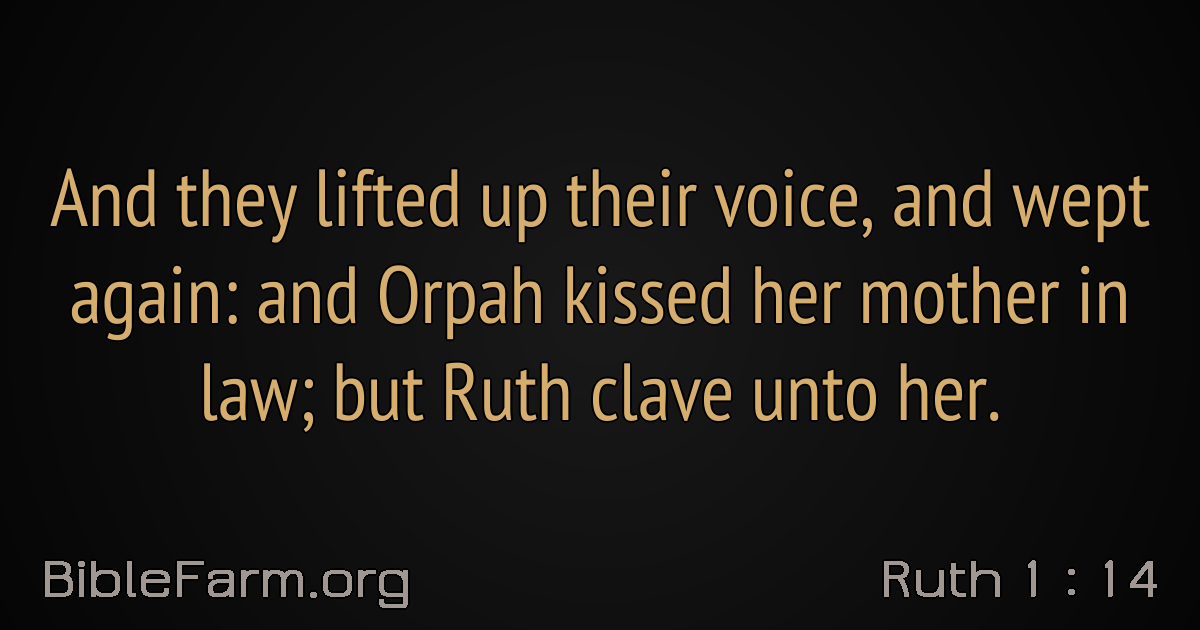 And they lifted up their voice, and wept
again: and Orpah kissed her mother in
law; but Ruth clave unto her.
BibleFarm.org
Ruth 1 : 14